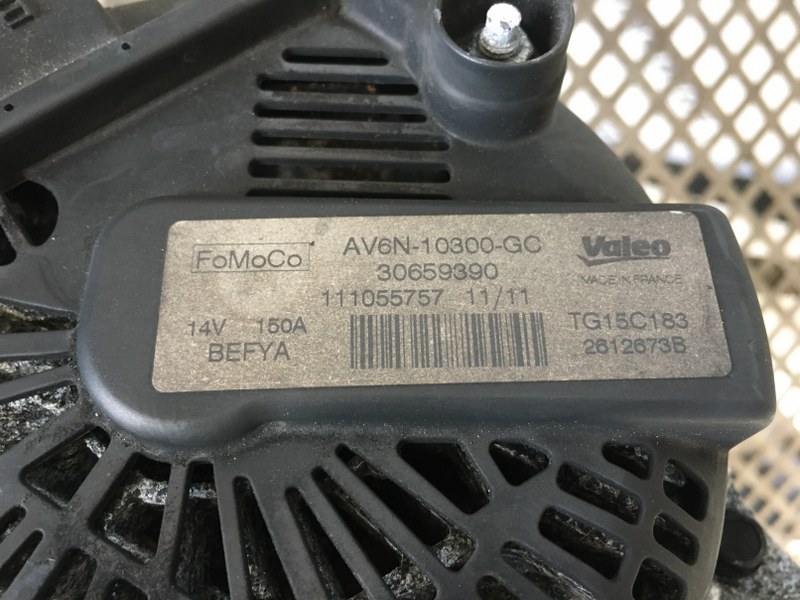 FoMoCo
AV6N-10300-GC
30659390
111055757 11/11
14V 150A
BEFYA
Valeo
MADE IN FRANCE
TG15C183
2612673B